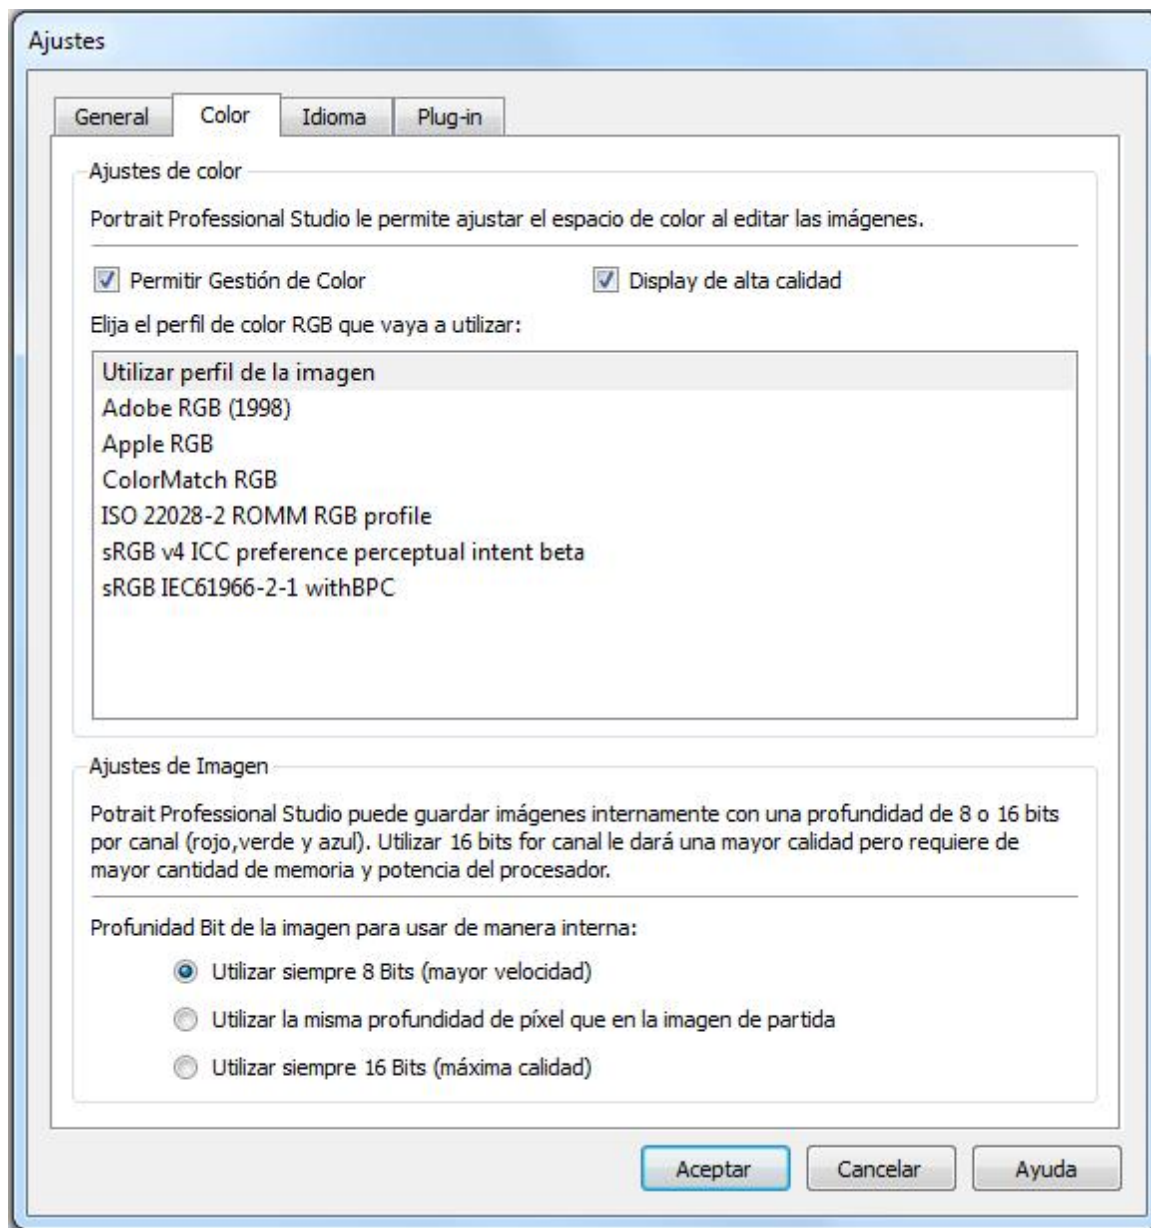 Ajustes
General Color Idioma Plug-in
Ajustes de color
Portrait Professional Studio le permite ajustar el espacio de color al editar las imágenes.
Permitir Gestión de Color Display de alta calidad
Elija el perfil de color RGB que vaya a utilizar:
Utilizar perfil de la imagen
Adobe RGB (1998)
Apple RGB
ColorMatch RGB
ISO 22028-2 ROMM RGB profile
sRGB v4 ICC preference perceptual intent beta
sRGB IEC61966-2-1 withBPC
Ajustes de Imagen
Potrait Professional Studio puede guardar imágenes internamente con una profundidad de 8 o 16 bits
por canal (rojo,verde y azul). Utilizar 16 bits for canal le dará una mayor calidad pero requiere de
mayor cantidad de memoria y potencia del procesador.
Profunidad Bit de la imagen para usar de manera interna:
Utilizar siempre 8 Bits (mayor velocidad)
Utilizar la misma profundidad de píxel que en la imagen de partida
Utilizar siempre 16 Bits (máxima calidad)
Aceptar Cancelar Ayuda